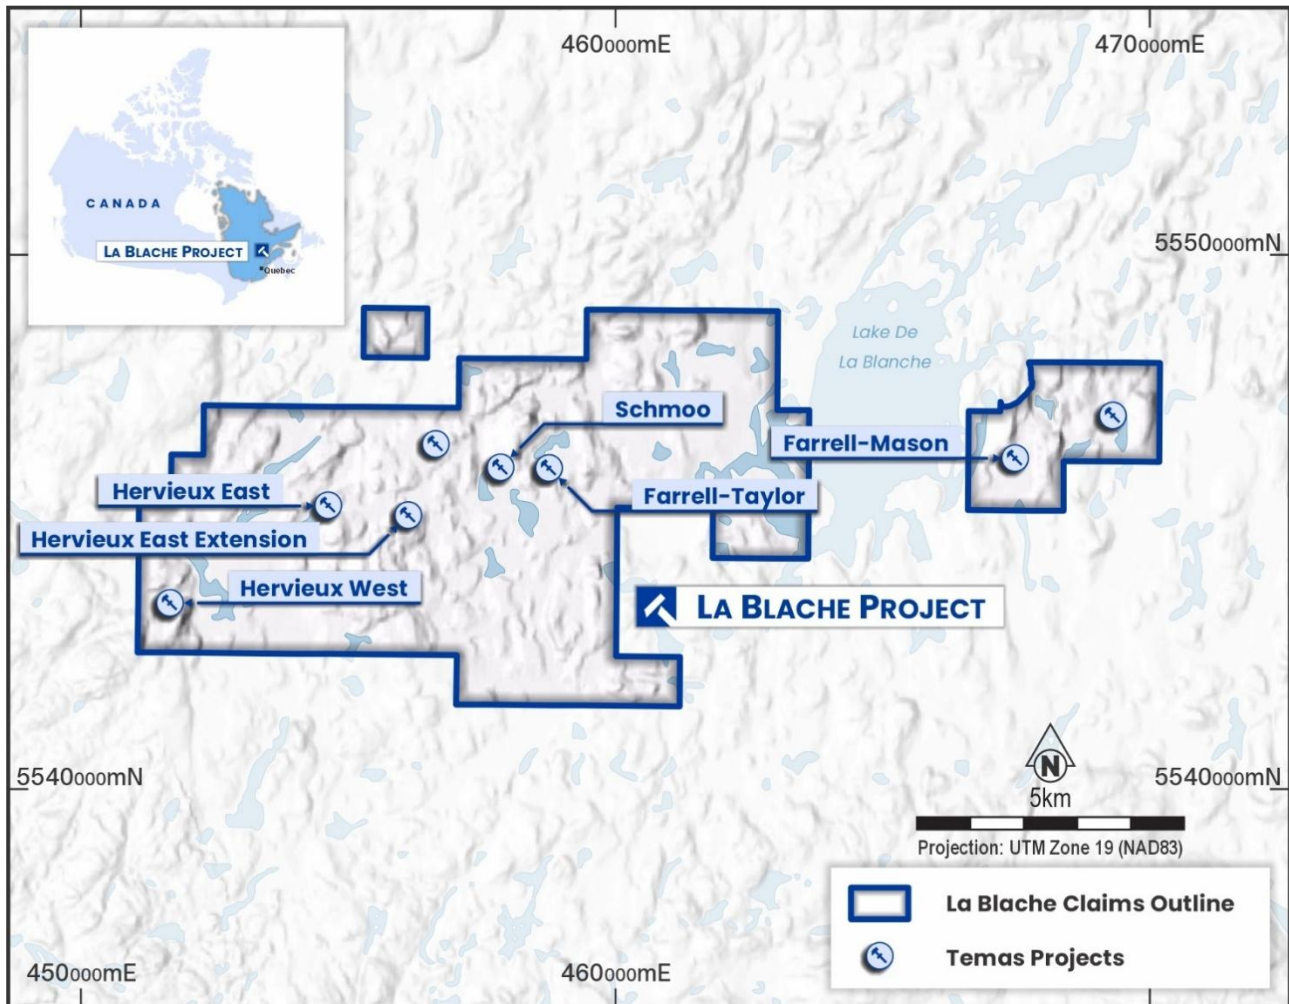 460000mE
470000mE
CANADA
LA BLACHE PROJECT
Quebec
5550000mN
Lake De
La Blanche
Schmoo
Farrell-Mason
Hervieux East
Farrell-Taylor
Hervieux East Extension
Hervieux West
LA BLACHE PROJECT
5540000mN
5540000mN
N
5km
Projection: UTM Zone 19 (NAD83)
La Blache Claims Outline
Temas Projects
450000mE
460000mE